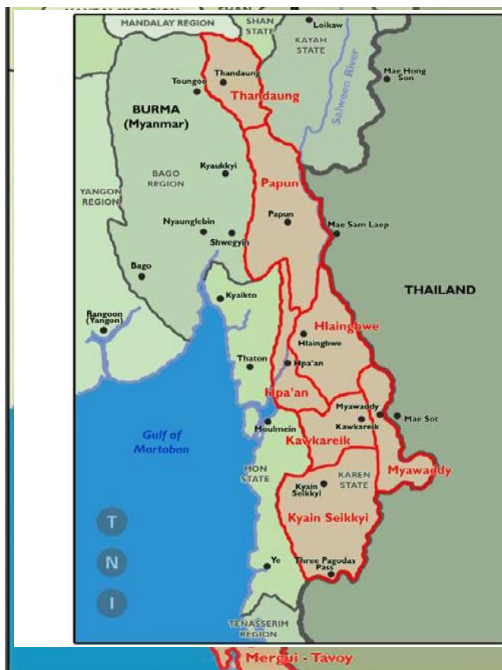 MANDALAY REGION
SHAN
STATE
Loikaw
KAYAH
STATE
Thandaung
Toungoo
Thandaung
Salween River
Mae Hong
Son
BURMA
(Myanmar)
Kyaukkyi
BAGO
REGION
Papun
YANGON
REGION
Papun
Nyaunglebin
Shwegyin
Mae Sam Laep
Bago
THAILAND
Kyaikto
Rangoon
(Yangon)
Hlaingbwe
Hlaingbwe
Thaton
Hpa'an
Hpa'an
Myawaddy
Mae Sot
Moulmein
Kawkareik
Kawkareik
Gulf of
Martaban
MON
STATE
KAREN
STATE
Myawaddy
Kyain
Seikkyi
Kyain Seikkyi
T
N
I
Ye
Three Pagodas
Pass
TENASSERIM
REGION
Mergui - Tavoy